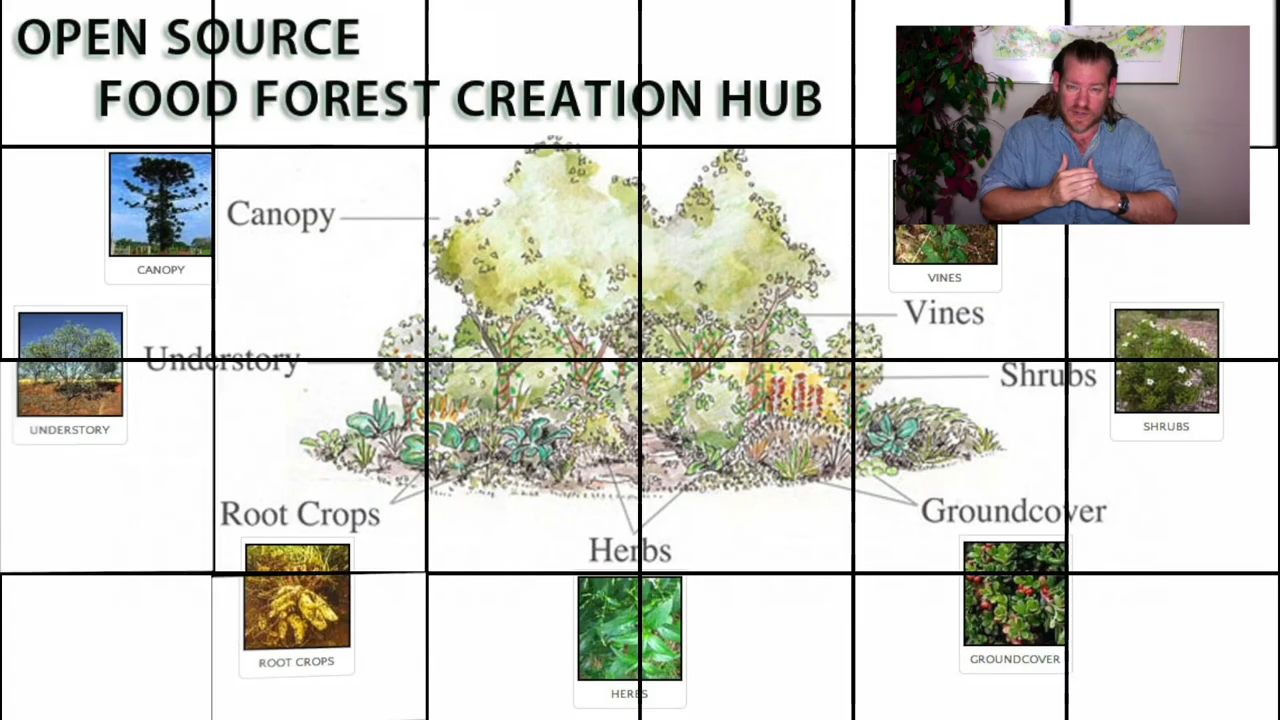 OPEN SOURCE
FOOD FOREST CREATION HUB
Canopy
CANOPY
VINES
Vines
Understory
Shrubs
UNDERSTORY
SHRUBS
Root Crops
Groundcover
Herbs
ROOT CROPS
GROUNDCOVER
HERBS